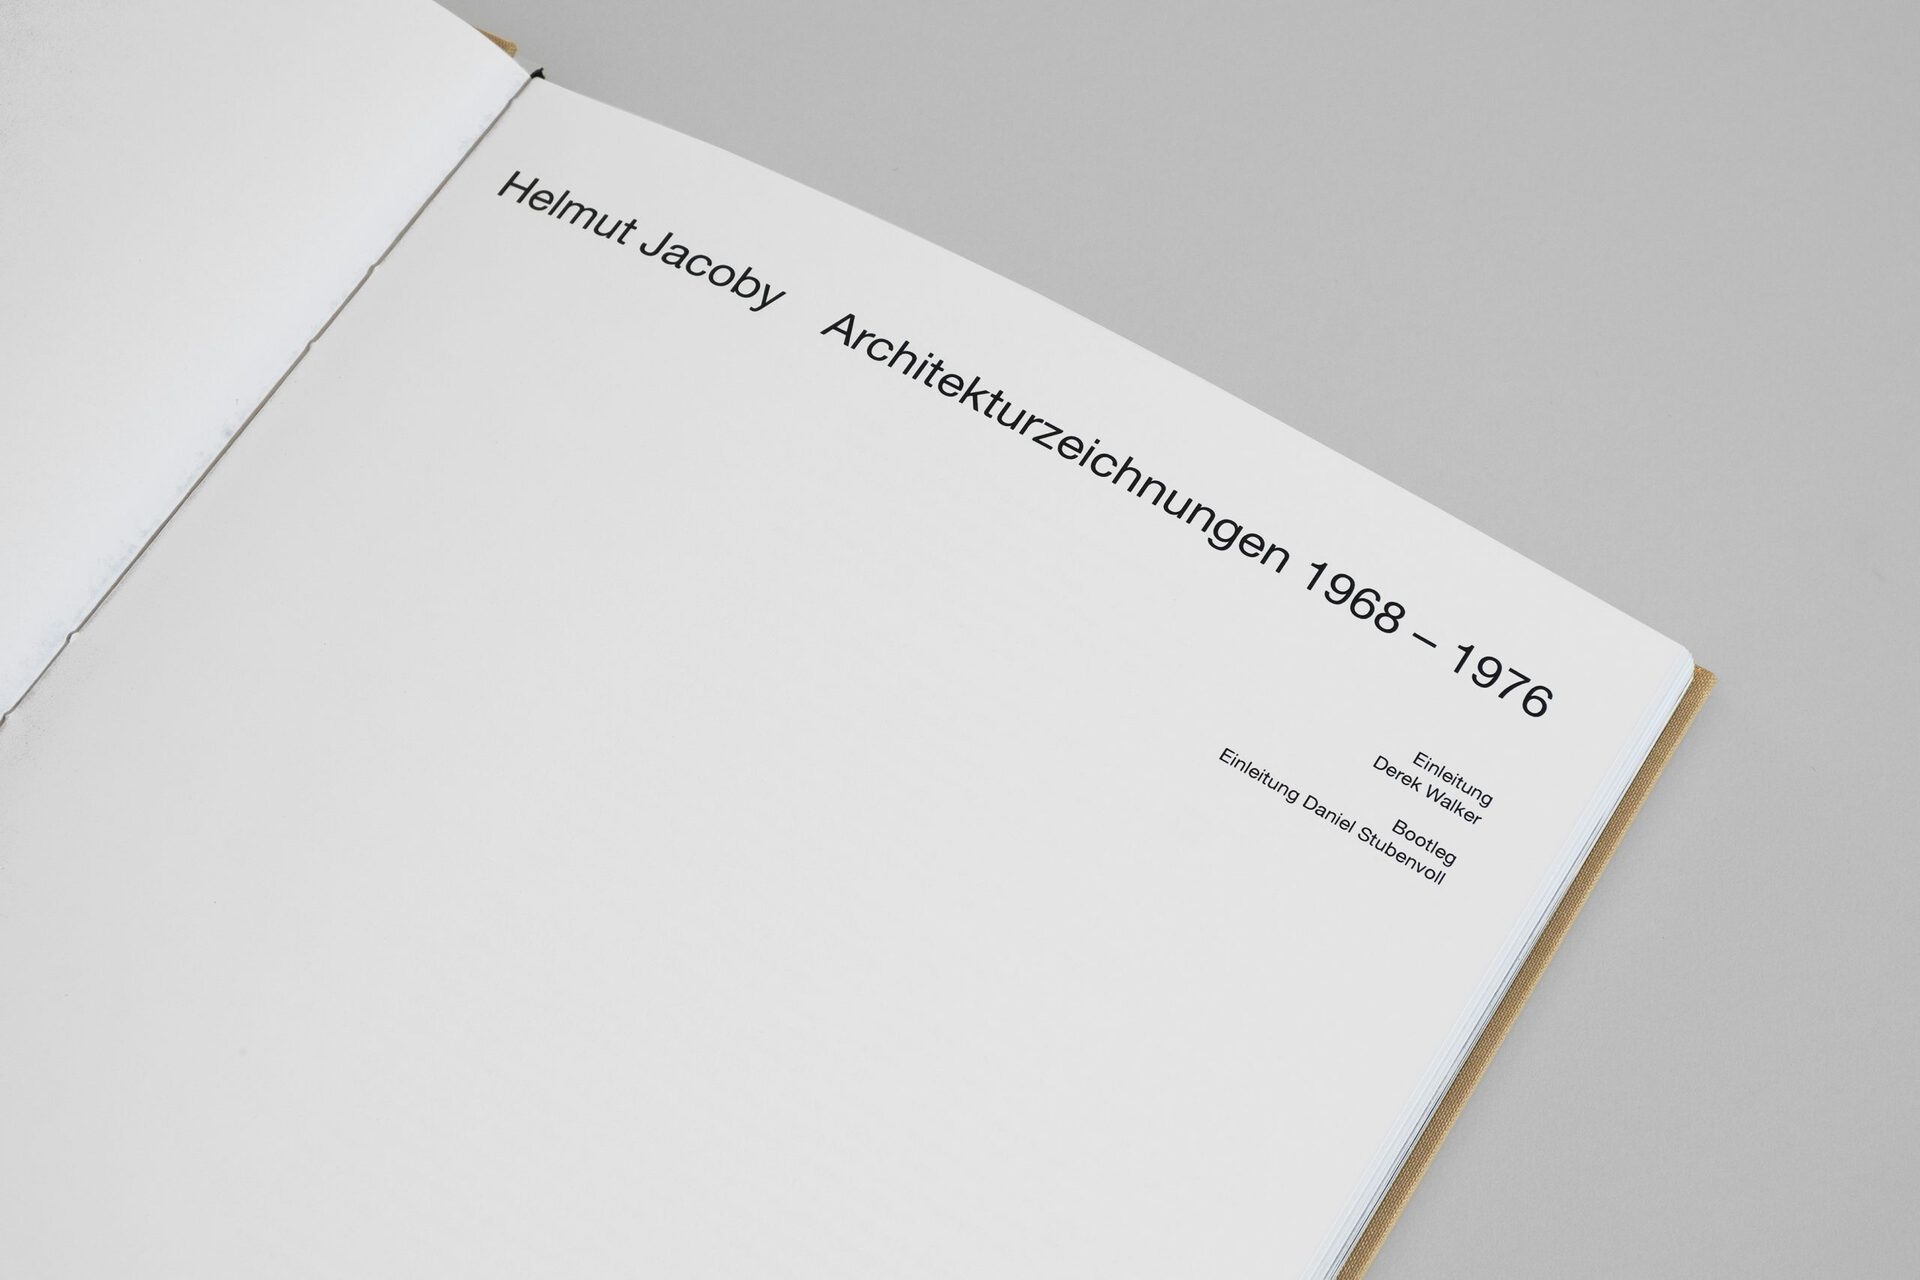 Helmut Jacoby Architekturzeichnungen 1968 – 1976
Einleitung
Derek Walker
Bootleg
Einleitung Daniel Stubenvoll